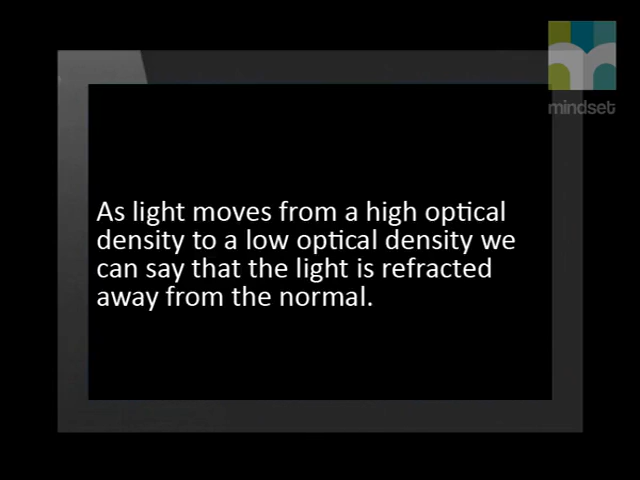 mindset
As light moves from a high optical
density to a low optical density we
can say that the light is refracted
away from the normal.